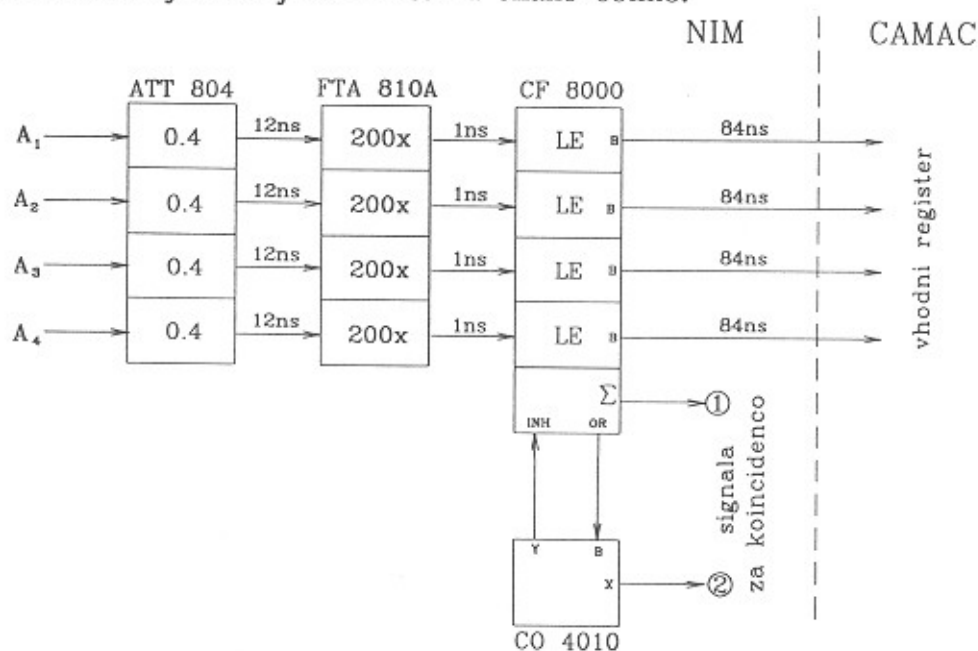 NIM CAMAC
ATT 804 FTA 810A CF 8000
A₁ 0.4 12ns 200x 1ns LE B 84ns
A₂ 0.4 12ns 200x 1ns LE B 84ns
A₃ 0.4 12ns 200x 1ns LE B 84ns
A₄ 0.4 12ns 200x 1ns LE B 84ns
vhodni register
Σ ①
INH OR
signala
za koincidenco
Y B
X ②
CO 4010